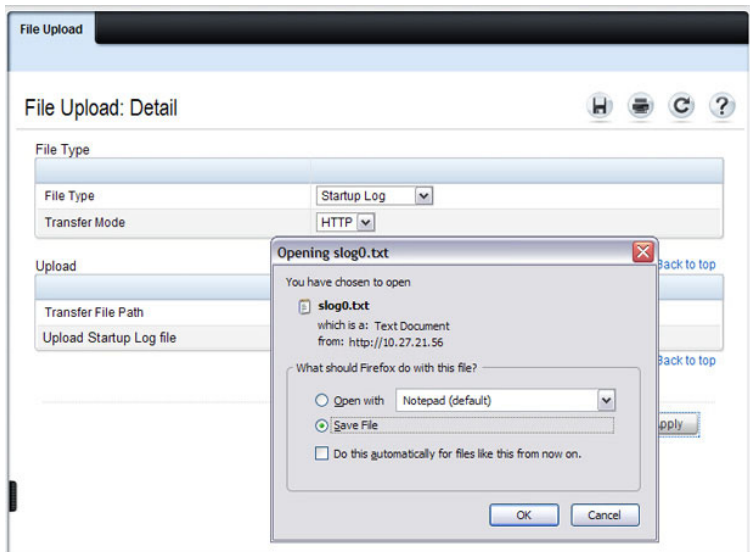 File Upload
File Upload: Detail
File Type
File Type Startup Log
Transfer Mode HTTP
Opening slog0.txt
Upload
Back to top
You have chosen to open
slog0.txt
Transfer File Path
which is a: Text Document
Upload Startup Log file
from: http://10.27.21.56
Back to top
What should Firefox do with this file?
Open with Notepad (default)
Save File
pply
Do this automatically for files like this from now on.
OK Cancel